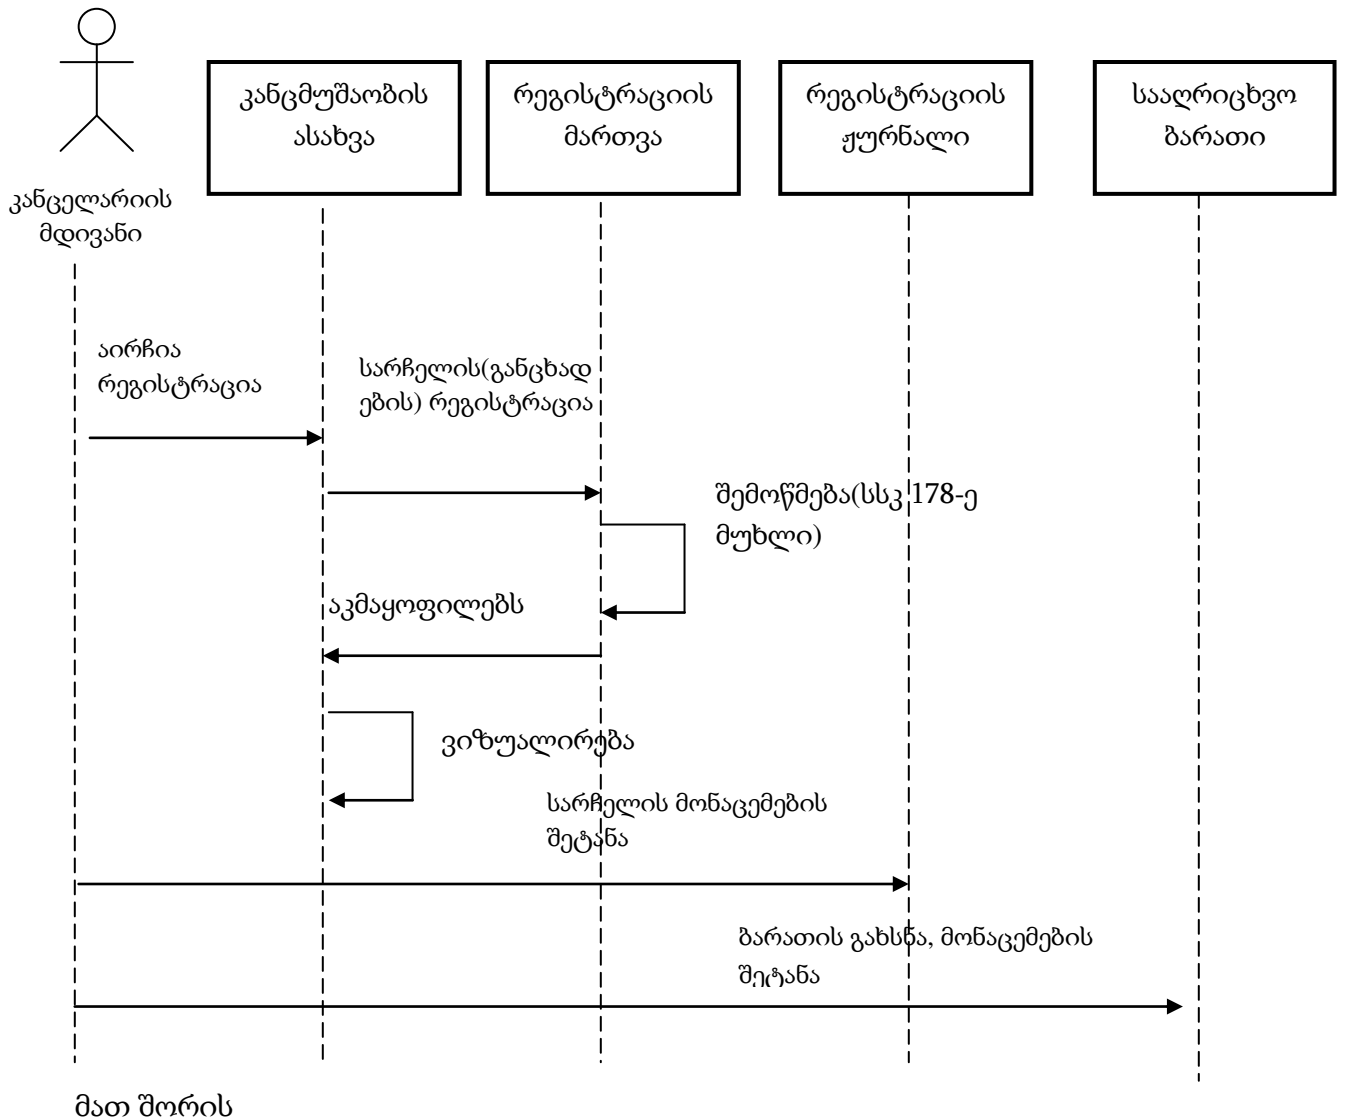 კანცმუშაობის
ასახვა
რეგისტრაციის
მართვა
რეგისტრაციის
ჟურნალი
სააღრიცხვო
ბარათი
კანცელარიის
მდივანი
აირჩია
რეგისტრაცია
სარჩელის(განცხად
ების) რეგისტრაცია
შემოწმება(სსკ 178-ე
მუხლი)
აკმაყოფილებს
ვიზუალირება
სარჩელის მონაცემების
შეტანა
ბარათის გახსნა, მონაცემების
შეტანა
მათ შორის